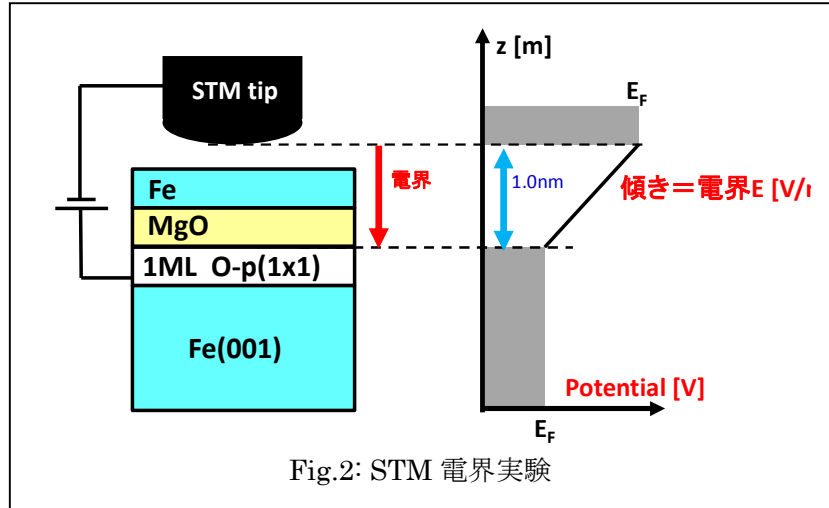 STM tip
Fe
MgO
1ML O-p(1x1)
Fe(001)
電界
z [m]
E_F
1.0nm
傾き＝電界E [V/
Potential [V]
E_F
Fig.2: STM 電界実験